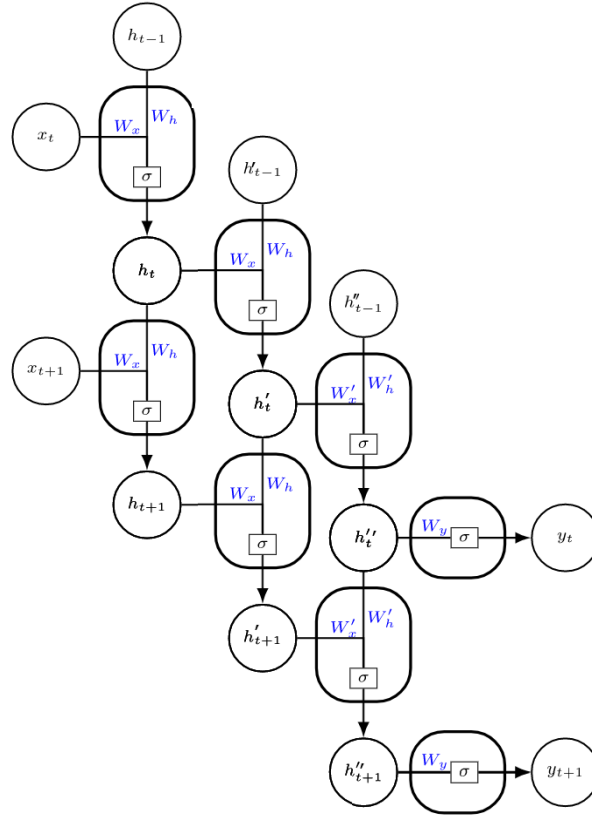 h_{t−1}
W_x W_h
x_t
σ
h'_{t−1}
h_t
W_x W_h
σ
h''_{t−1}
W_x W_h
x_{t+1}
σ
h'_t
W'_x W'_h
σ
h_{t+1}
W_x W_h
σ
h''_t
W_y σ
y_t
h'_{t+1}
W'_x W'_h
σ
h''_{t+1}
W_y σ
y_{t+1}